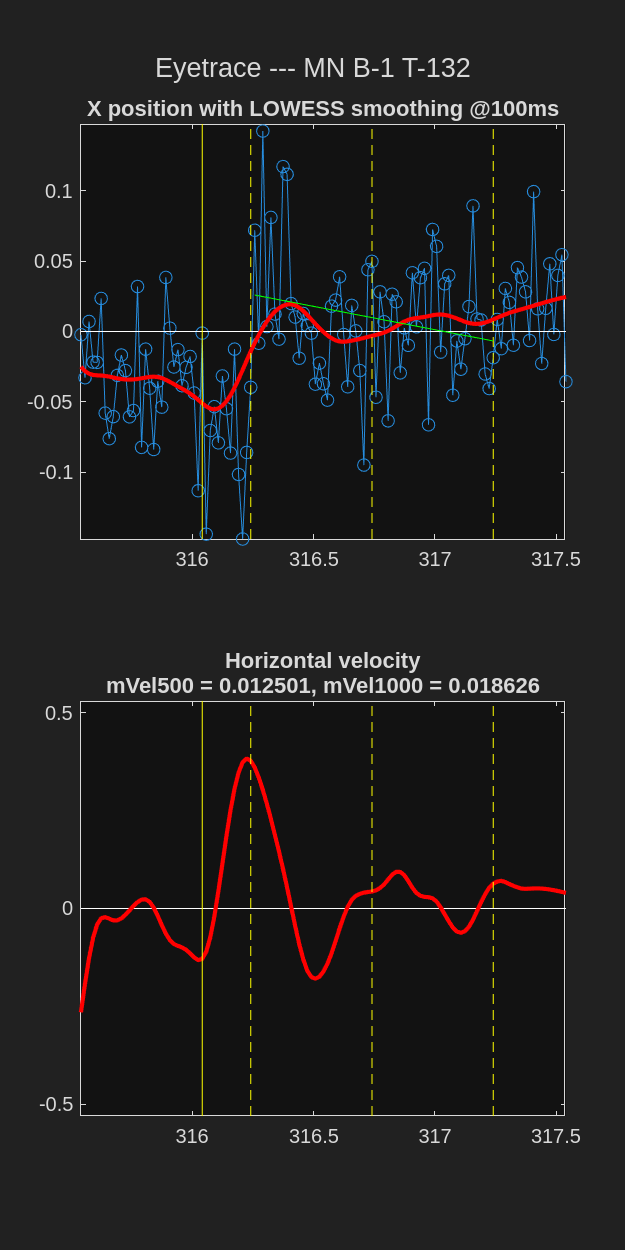 Eyetrace --- MN B-1 T-132
X position with LOWESS smoothing @100ms
0.1
0.05
0
-0.05
-0.1
316 316.5 317 317.5
Horizontal velocity
mVel500 = 0.012501, mVel1000 = 0.018626
0.5
0
-0.5
316 316.5 317 317.5